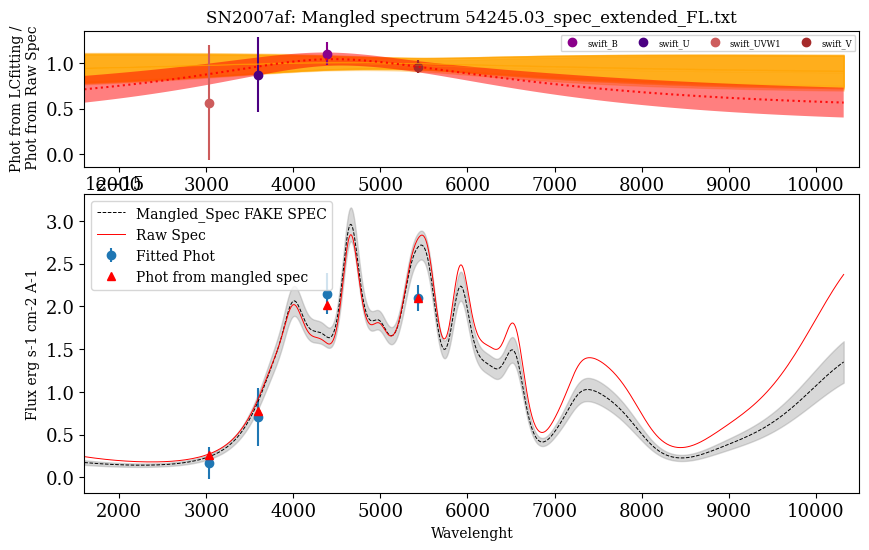 SN2007af: Mangled spectrum 54245.03_spec_extended_FL.txt
Phot from LCfitting /
Phot from Raw Spec
1.0
0.5
0.0
swift_B swift_U swift_UVW1 swift_V
2000 3000 4000 5000 6000 7000 8000 9000 10000
1e−15
Flux erg s-1 cm-2 A-1
3.0
2.5
2.0
1.5
1.0
0.5
0.0
Mangled_Spec FAKE SPEC
Raw Spec
Fitted Phot
Phot from mangled spec
2000 3000 4000 5000 6000 7000 8000 9000 10000
Wavelenght